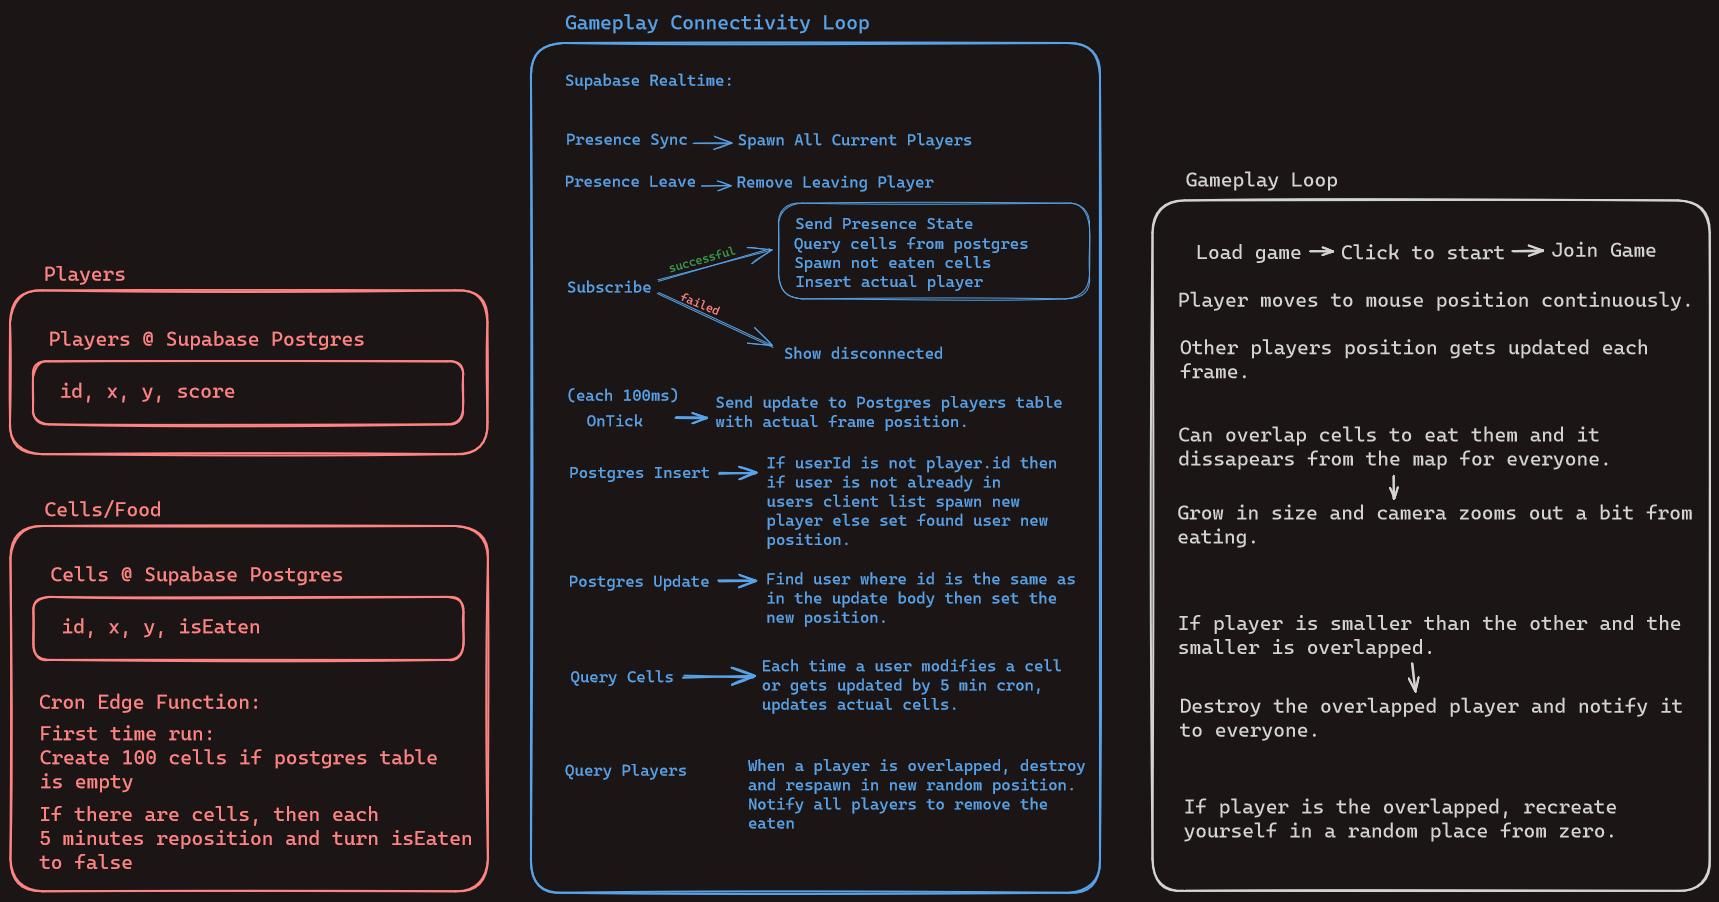 Players
Players @ Supabase Postgres
id, x, y, score
Cells/Food
Cells @ Supabase Postgres
id, x, y, isEaten
Cron Edge Function:
First time run:
Create 100 cells if postgres table
is empty
If there are cells, then each
5 minutes reposition and turn isEaten
to false
Gameplay Connectivity Loop
Supabase Realtime:
Presence Sync
Spawn All Current Players
Presence Leave
Remove Leaving Player
Subscribe
successful
Send Presence State
Query cells from postgres
Spawn not eaten cells
Insert actual player
failed
Show disconnected
(each 100ms)
OnTick
Send update to Postgres players table
with actual frame position.
Postgres Insert
If userId is not player.id then
if user is not already in
users client list spawn new
player else set found user new
position.
Postgres Update
Find user where id is the same as
in the update body then set the
new position.
Query Cells
Each time a user modifies a cell
or gets updated by 5 min cron,
updates actual cells.
Query Players
When a player is overlapped, destroy
and respawn in new random position.
Notify all players to remove the
eaten
Gameplay Loop
Load game
Click to start
Join Game
Player moves to mouse position continuously.
Other players position gets updated each
frame.
Can overlap cells to eat them and it
dissapears from the map for everyone.
Grow in size and camera zooms out a bit from
eating.
If player is smaller than the other and the
smaller is overlapped.
Destroy the overlapped player and notify it
to everyone.
If player is the overlapped, recreate
yourself in a random place from zero.